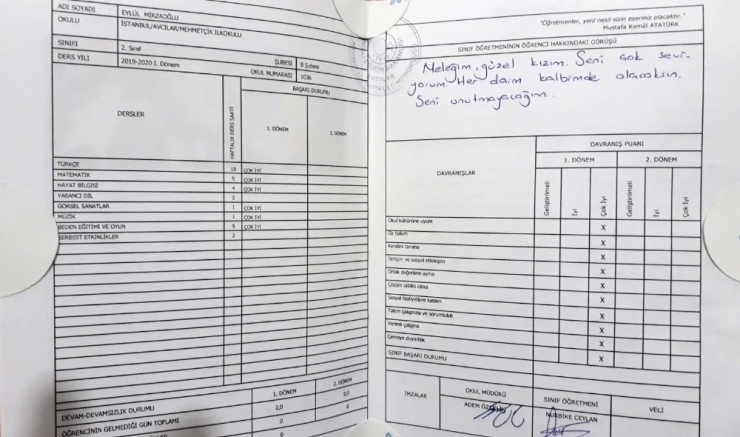 ADI SOYADI EYLÜL MİRZAOĞLU
OKULU İSTANBUL/AVCILAR/MEHMETÇİK İLKOKULU
SINIFI 2. Sınıf ŞUBESİ B Şubesi
DERS YILI 2019-2020 1. Dönem OKUL NUMARASI 1036
BAŞARI DURUMU
DERSLER HAFTALIK DERS SAATİ 1. DÖNEM 2. DÖNEM
TÜRKÇE 10 ÇOK İYİ
MATEMATİK 5 ÇOK İYİ
HAYAT BİLGİSİ 4 ÇOK İYİ
YABANCI DİL 2
GÖRSEL SANATLAR 1 ÇOK İYİ
MÜZİK 1 ÇOK İYİ
BEDEN EĞİTİMİ VE OYUN 5 ÇOK İYİ
SERBEST ETKİNLİKLER 2
1. DÖNEM 2. DÖNEM
DEVAM-DEVAMSIZLIK DURUMU 2,0 0,0
ÖĞRENCİNİN GELMEDİĞİ GÜN TOPLAMI 0 0
0
"Öğretmenler, yeni nesil sizin eseriniz olacaktır."
Mustafa Kemal ATATÜRK
SINIF ÖĞRETMENİNİN ÖĞRENCİ HAKKINDAKİ GÖRÜŞÜ
Meleğim, güzel kızım. Seni çok sevi-
yorum. Her daim kalbimde olacaksın.
Seni unutmayacağım..
DAVRANIŞ PUANI
DAVRANIŞLAR 1. DÖNEM 2. DÖNEM
Geliştirilmeli İyi Çok İyi Geliştirilmeli İyi Çok İyi
Okul kültürüne uyum X
Öz bakım X
Kendini tanıma X
İletişim ve sosyal etkileşim X
Ortak değerlere uyma X
Çözüm odaklı olma X
Sosyal faaliyetlere katılım X
Takım çalışması ve sorumluluk X
Verimli çalışma X
Çevreye duyarlılık X
SINIF BAŞARI DURUMU
İMZALAR OKUL MÜDÜRÜ SINIF ÖĞRETMENİ VELİ
ADEM NURBİKE CEYLAN